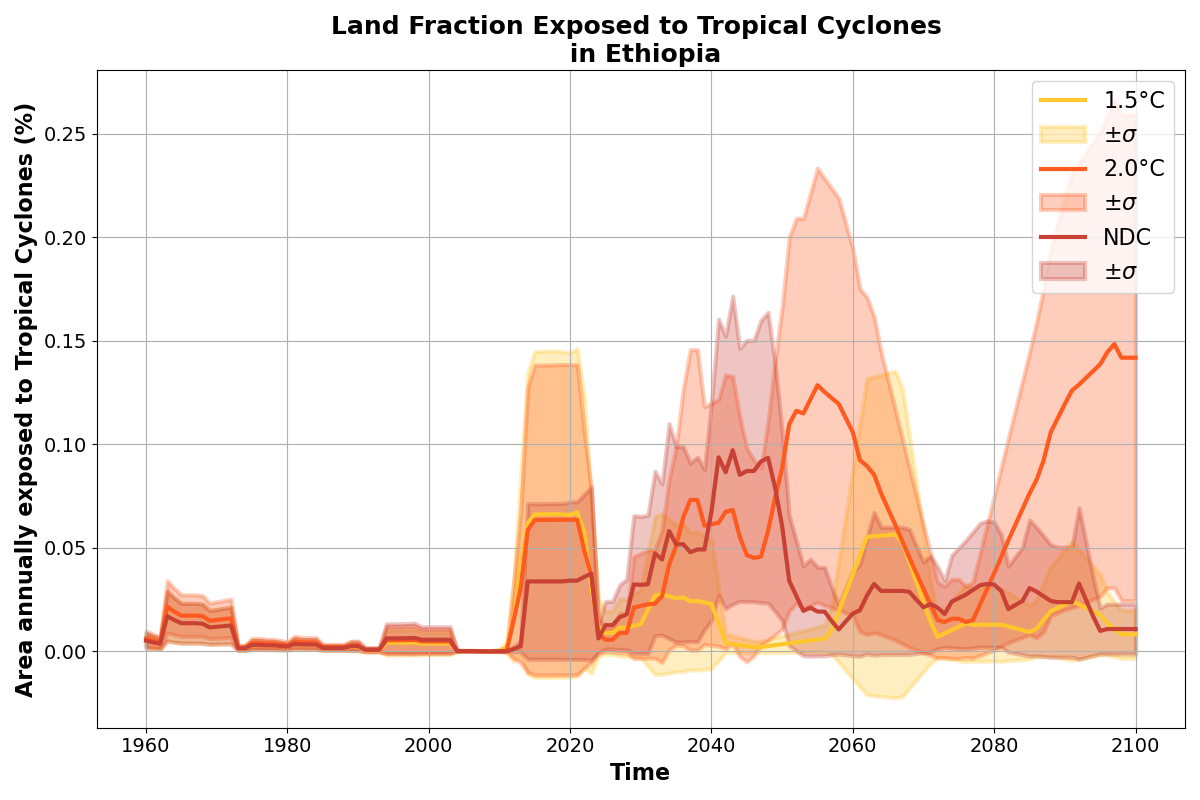 Land Fraction Exposed to Tropical Cyclones
in Ethiopia
Area annually exposed to Tropical Cyclones (%)
0.25
0.20
0.15
0.10
0.05
0.00
1960 1980 2000 2020 2040 2060 2080 2100
Time
1.5°C
±σ
2.0°C
±σ
NDC
±σ